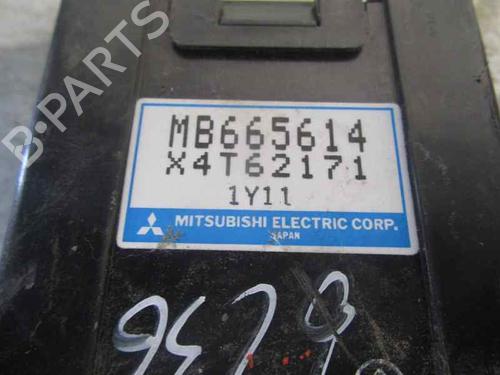 B-PARTS
MB665614
X4T62171
1Y11
MITSUBISHI ELECTRIC CORP.
JAPAN